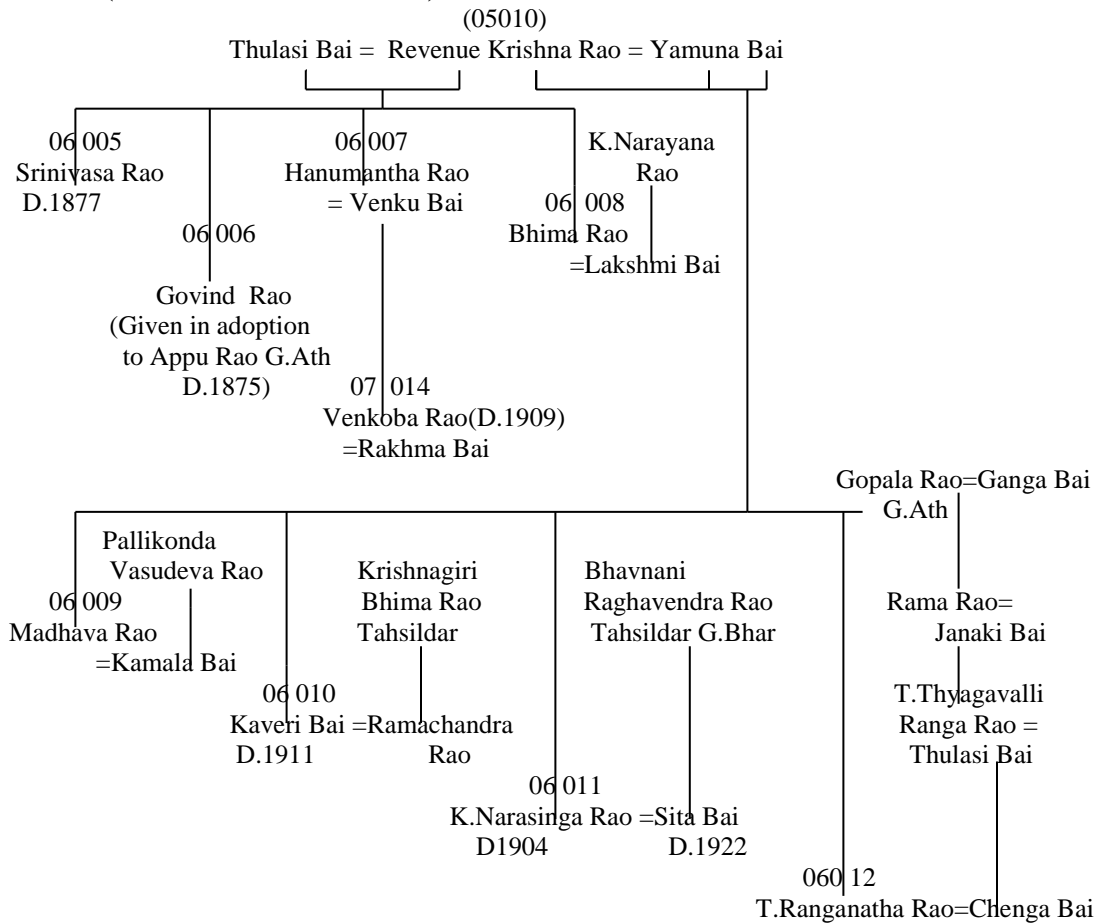 (05010)
Thulasi Bai = Revenue Krishna Rao = Yamuna Bai
06 005
Srinivasa Rao
D.1877
06 006
Govind Rao
(Given in adoption
to Appu Rao G.Ath
D.1875)
06 007
Hanumantha Rao
= Venku Bai
07 014
Venkoba Rao(D.1909)
=Rakhma Bai
K.Narayana
Rao
06 008
Bhima Rao
=Lakshmi Bai
Gopala Rao=Ganga Bai
G.Ath
Pallikonda
Vasudeva Rao
06 009
Madhava Rao
=Kamala Bai
Krishnagiri
Bhima Rao
Tahsildar
06 010
Kaveri Bai =Ramachandra
D.1911 Rao
Bhavnani
Raghavendra Rao
Tahsildar G.Bhar
06 011
K.Narasinga Rao =Sita Bai
D1904 D.1922
Rama Rao=
Janaki Bai
T.Thyagavalli
Ranga Rao =
Thulasi Bai
060 12
T.Ranganatha Rao=Chenga Bai